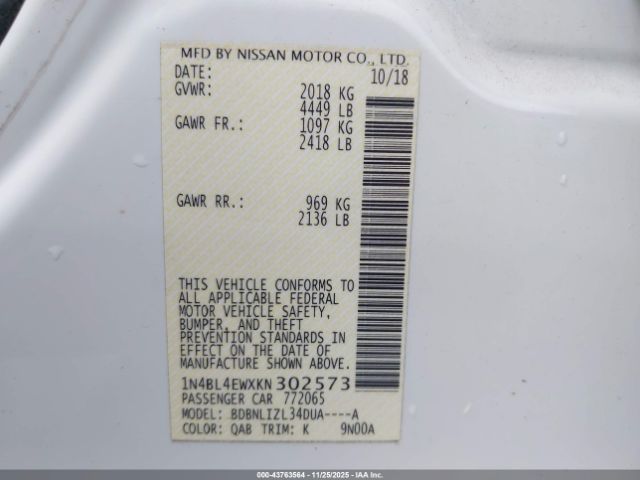 MFD BY NISSAN MOTOR CO., LTD.
DATE: 10/18
GVWR: 2018 KG
4449 LB
GAWR FR.: 1097 KG
2418 LB
GAWR RR.: 969 KG
2136 LB
THIS VEHICLE CONFORMS TO
ALL APPLICABLE FEDERAL
MOTOR VEHICLE SAFETY,
BUMPER, AND THEFT
PREVENTION STANDARDS IN
EFFECT ON THE DATE OF
MANUFACTURE SHOWN ABOVE.
1N4BL4EWXKN302573
PASSENGER CAR 772065
MODEL: BDBNLIZL34DUA----A
COLOR: QAB TRIM: K 9N00A
000-43763564 - 11/25/2025 - IAAI.CA